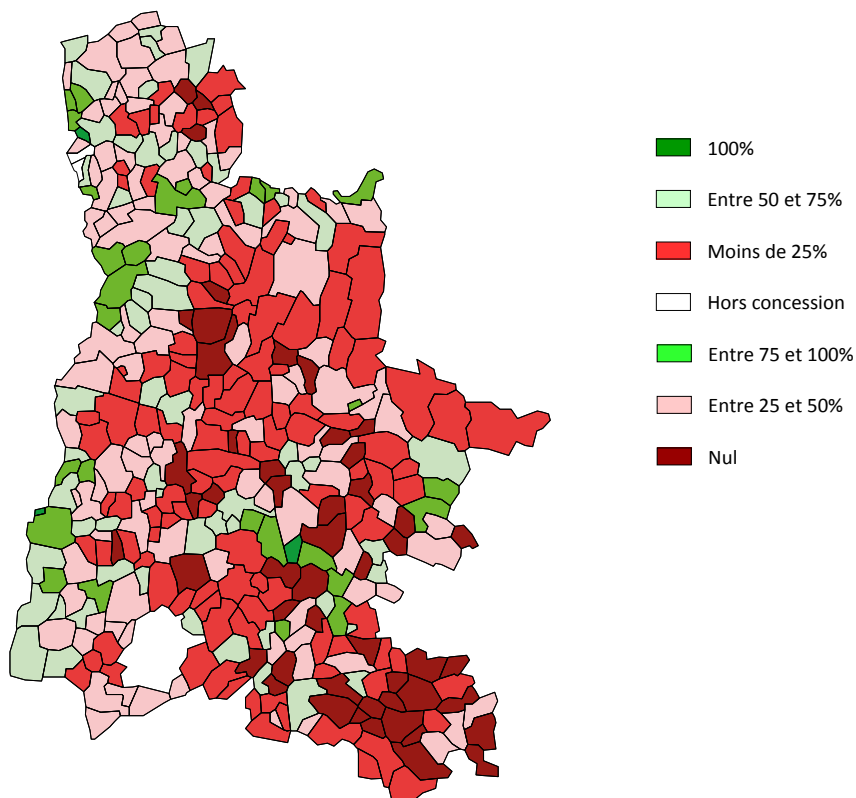 100%
Entre 50 et 75%
Moins de 25%
Hors concession
Entre 75 et 100%
Entre 25 et 50%
Nul